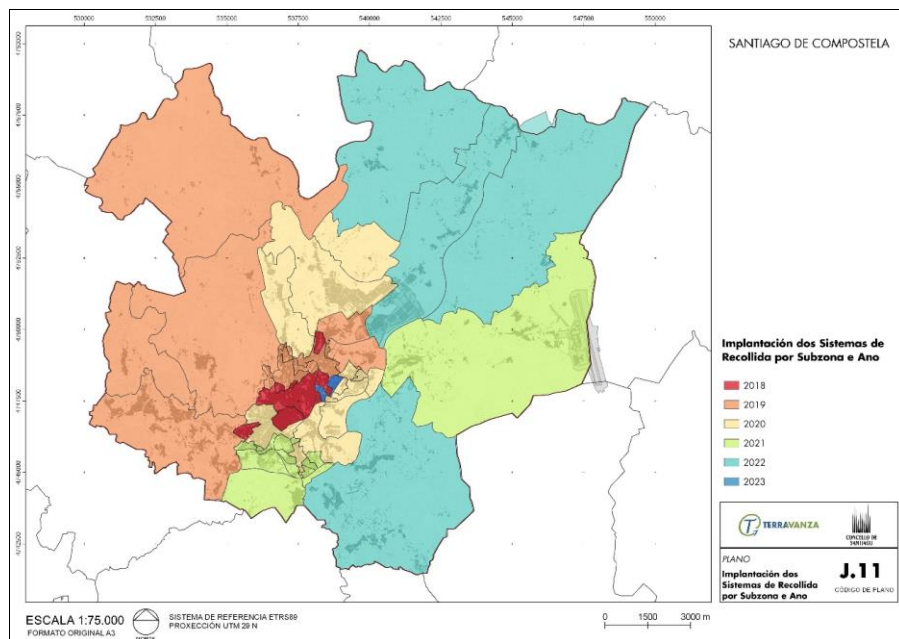 530000 532500 535000 537500 540000 542500 545000 547500 550000
SANTIAGO DE COMPOSTELA
Implantación dos Sistemas de
Recollida por Subzona e Ano
2018
2019
2020
2021
2022
2023
TERRAVANZA
CONCELLO DE
SANTIAGO
PLANO
Implantación dos
Sistemas de Recollida
por Subzona e Ano
J.11
CÓDIGO DE PLANO
ESCALA 1:75.000
FORMATO ORIGINAL A3
SISTEMA DE REFERENCIA ETRS89
PROXECCIÓN UTM 29 N
0 1500 3000 m